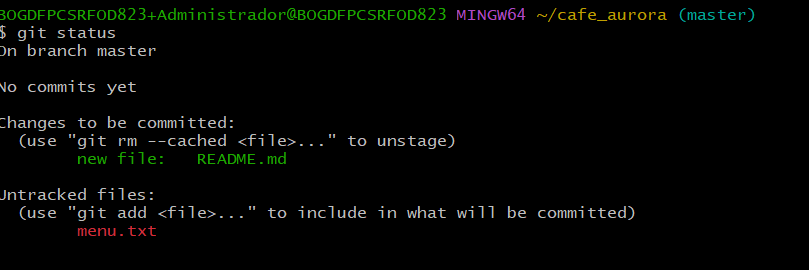 BOGDFPCSRFOD823+Administrador@BOGDFPCSRFOD823 MINGW64 ~/cafe_aurora (master)
$ git status
On branch master
No commits yet
Changes to be committed:
(use "git rm --cached <file>..." to unstage)
new file: README.md
Untracked files:
(use "git add <file>..." to include in what will be committed)
menu.txt